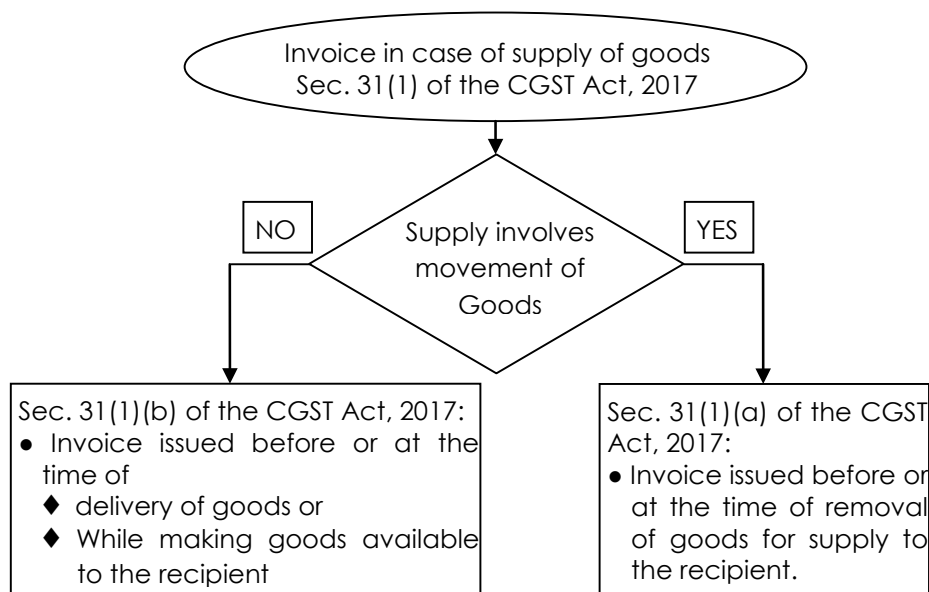 Invoice in case of supply of goods
Sec. 31(1) of the CGST Act, 2017
NO
Supply involves
movement of
Goods
YES
Sec. 31(1)(b) of the CGST Act, 2017:
● Invoice issued before or at the
time of
♦ delivery of goods or
♦ While making goods available
to the recipient
Sec. 31(1)(a) of the CGST
Act, 2017:
● Invoice issued before or
at the time of removal
of goods for supply to
the recipient.